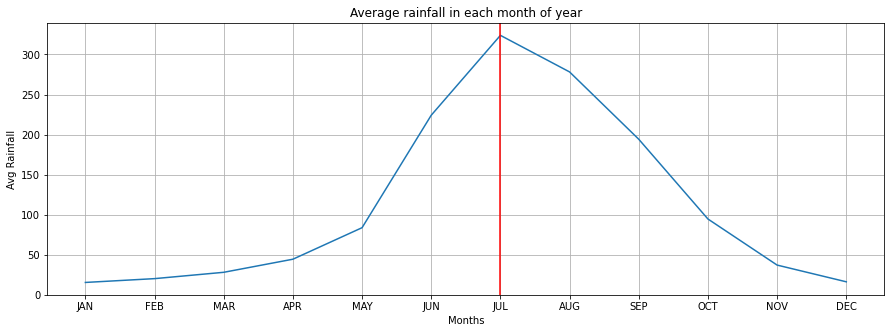 Average rainfall in each month of year
Avg Rainfall
300
250
200
150
100
50
0
JAN FEB MAR APR MAY JUN JUL AUG SEP OCT NOV DEC
Months